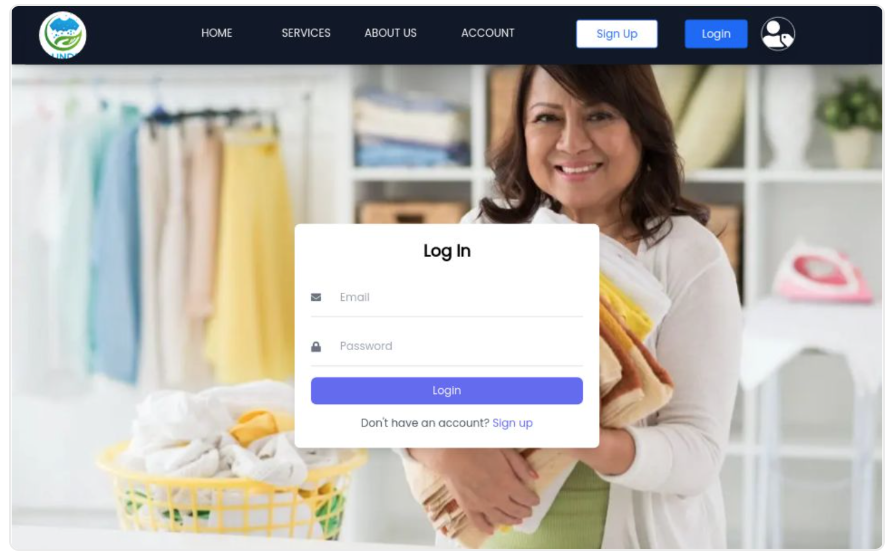 HOME SERVICES ABOUT US ACCOUNT Sign Up Login
Log In
Email
Password
Login
Don't have an account? Sign up